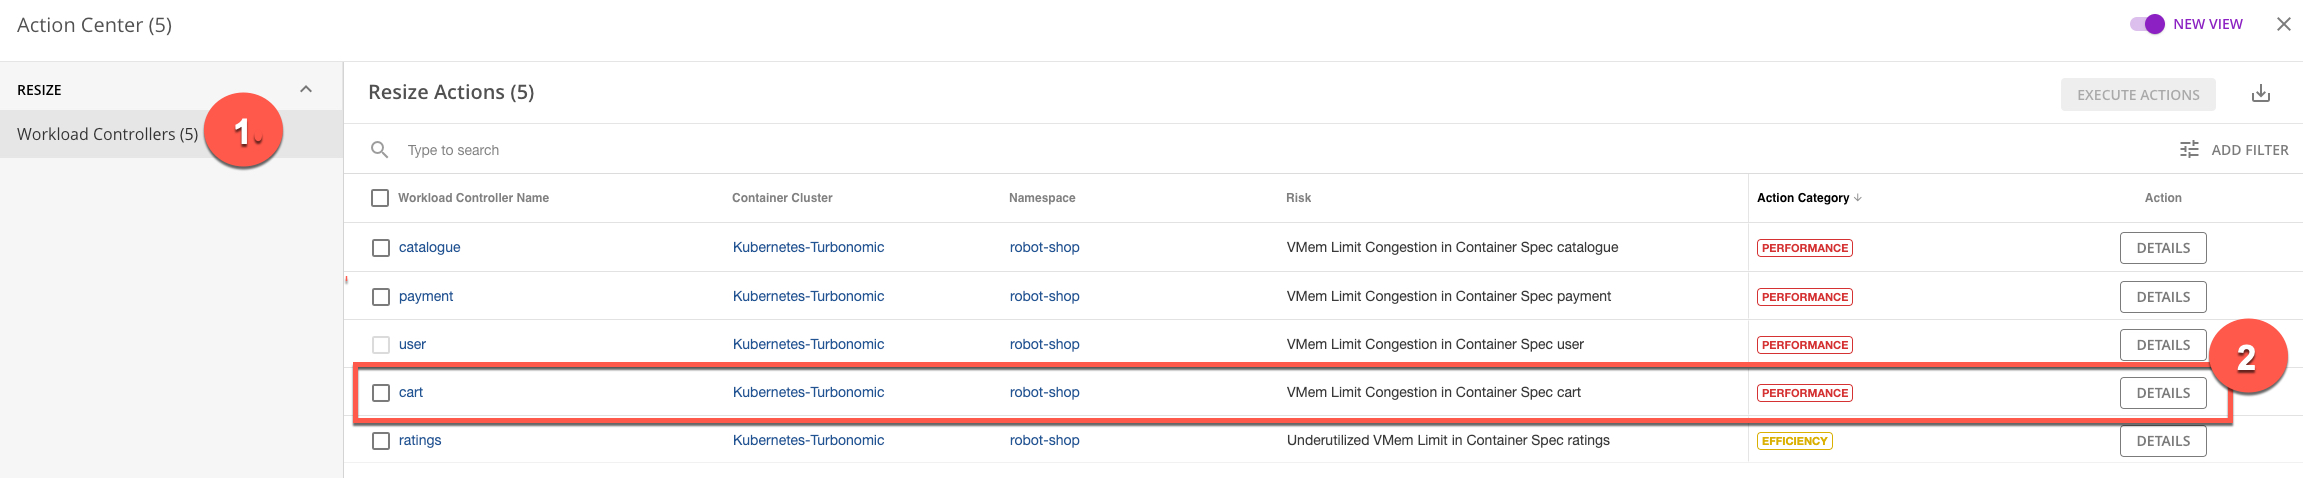 Action Center (5)
NEW VIEW
RESIZE
Workload Controllers (5)
1.
Resize Actions (5)
EXECUTE ACTIONS
Type to search
ADD FILTER
Workload Controller Name Container Cluster Namespace Risk Action Category Action
catalogue Kubernetes-Turbonomic robot-shop VMem Limit Congestion in Container Spec catalogue PERFORMANCE DETAILS
payment Kubernetes-Turbonomic robot-shop VMem Limit Congestion in Container Spec payment PERFORMANCE DETAILS
user Kubernetes-Turbonomic robot-shop VMem Limit Congestion in Container Spec user PERFORMANCE DETAILS
2
cart Kubernetes-Turbonomic robot-shop VMem Limit Congestion in Container Spec cart PERFORMANCE DETAILS
ratings Kubernetes-Turbonomic robot-shop Underutilized VMem Limit in Container Spec ratings EFFICIENCY DETAILS